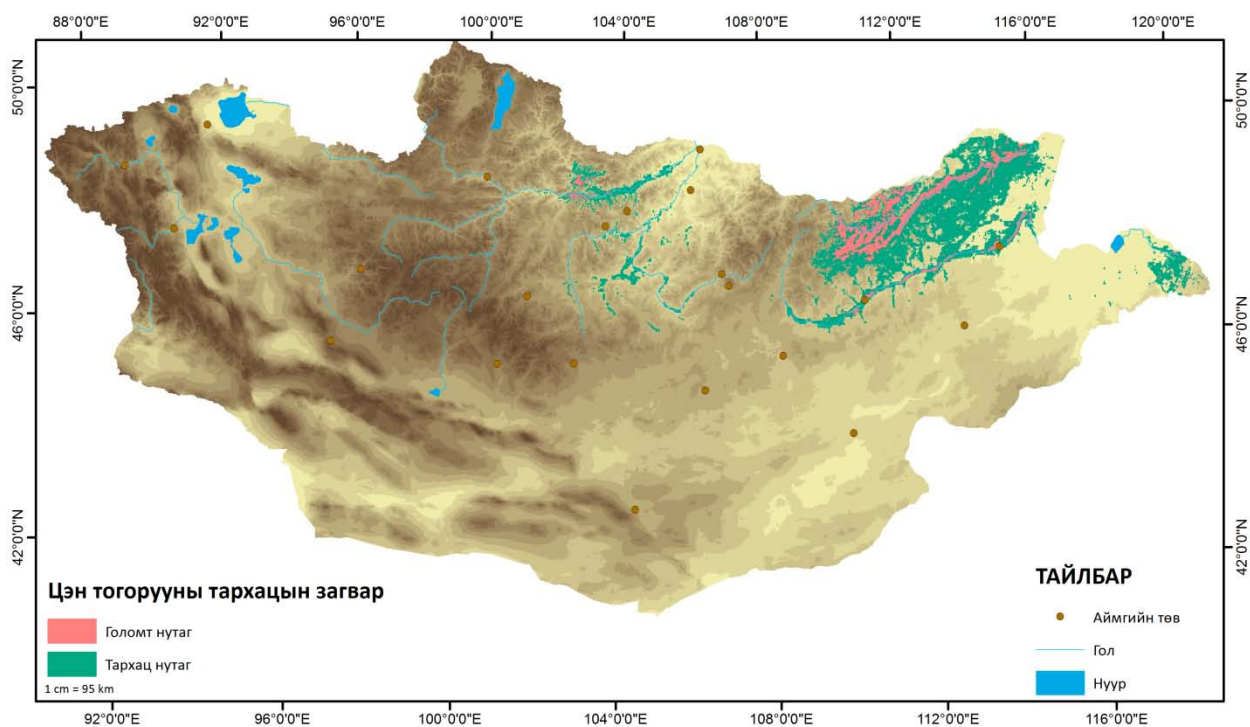 88°0'0"E 92°0'0"E 96°0'0"E 100°0'0"E 104°0'0"E 108°0'0"E 112°0'0"E 116°0'0"E 120°0'0"E
50°0'0"N
50°0'0"N
46°0'0"N
46°0'0"N
42°0'0"N
42°0'0"N
Цэн тогорууны тархацын загвар
Голомт нутаг
Тархац нутаг
1 cm = 95 km
ТАЙЛБАР
Аймгийн төв
Гол
Нуур
92°0'0"E 96°0'0"E 100°0'0"E 104°0'0"E 108°0'0"E 112°0'0"E 116°0'0"E